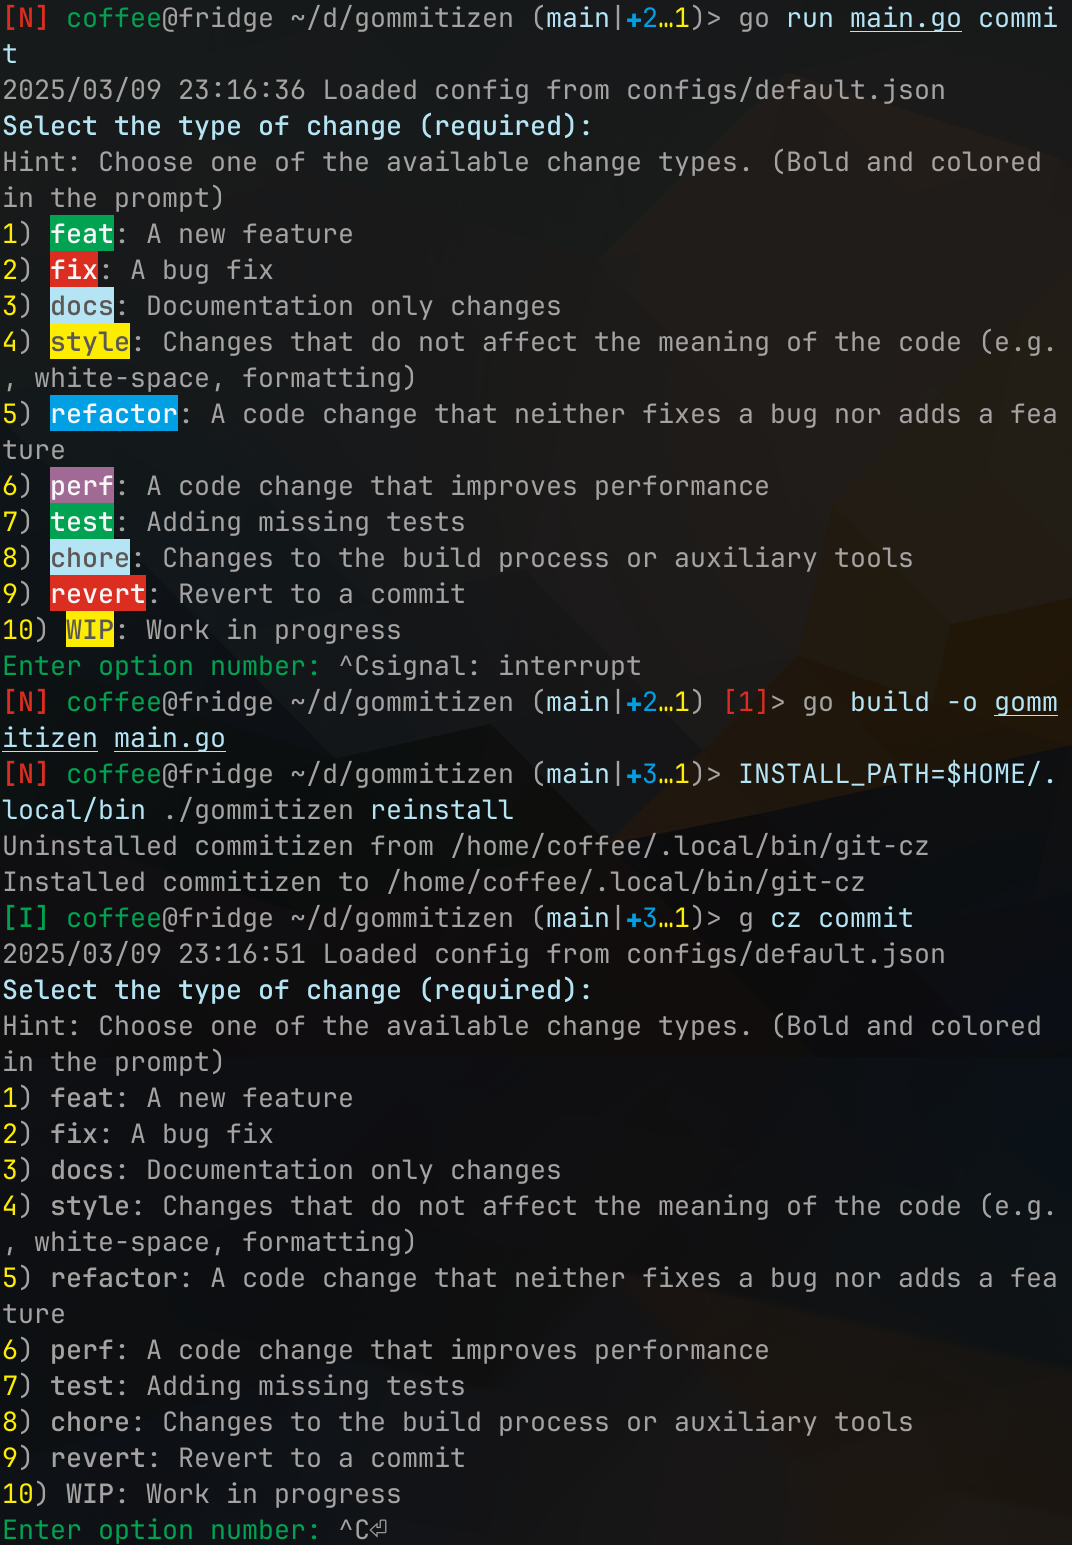 [N] coffee@fridge ~/d/gommitizen (main|✚2…1)> go run main.go commi
t
2025/03/09 23:16:36 Loaded config from configs/default.json
Select the type of change (required):
Hint: Choose one of the available change types. (Bold and colored
in the prompt)
1) feat: A new feature
2) fix: A bug fix
3) docs: Documentation only changes
4) style: Changes that do not affect the meaning of the code (e.g.
, white-space, formatting)
5) refactor: A code change that neither fixes a bug nor adds a fea
ture
6) perf: A code change that improves performance
7) test: Adding missing tests
8) chore: Changes to the build process or auxiliary tools
9) revert: Revert to a commit
10) WIP: Work in progress
Enter option number: ^Csignal: interrupt
[N] coffee@fridge ~/d/gommitizen (main|✚2…1) [1]> go build -o gomm
itizen main.go
[N] coffee@fridge ~/d/gommitizen (main|✚3…1)> INSTALL_PATH=$HOME/.
local/bin ./gommitizen reinstall
Uninstalled commitizen from /home/coffee/.local/bin/git-cz
Installed commitizen to /home/coffee/.local/bin/git-cz
[I] coffee@fridge ~/d/gommitizen (main|✚3…1)> g cz commit
2025/03/09 23:16:51 Loaded config from configs/default.json
Select the type of change (required):
Hint: Choose one of the available change types. (Bold and colored
in the prompt)
1) feat: A new feature
2) fix: A bug fix
3) docs: Documentation only changes
4) style: Changes that do not affect the meaning of the code (e.g.
, white-space, formatting)
5) refactor: A code change that neither fixes a bug nor adds a fea
ture
6) perf: A code change that improves performance
7) test: Adding missing tests
8) chore: Changes to the build process or auxiliary tools
9) revert: Revert to a commit
10) WIP: Work in progress
Enter option number: ^C⏎